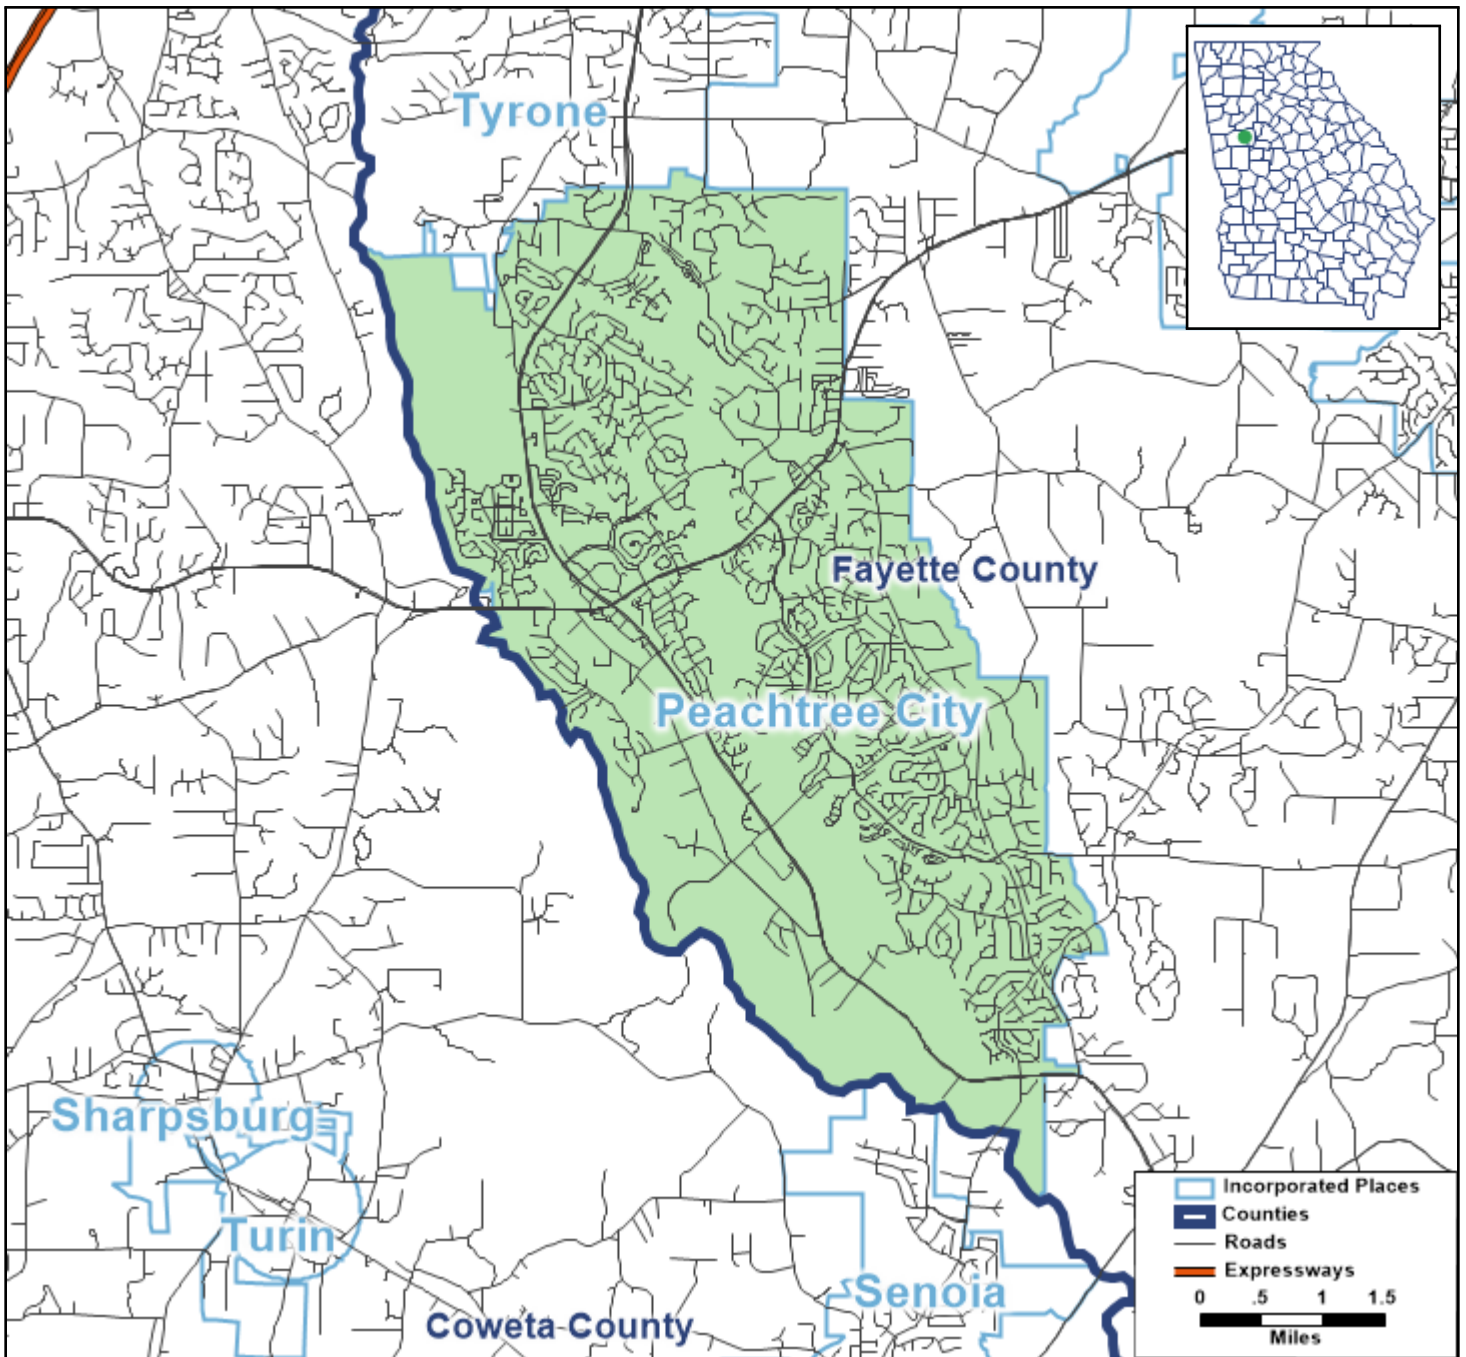 Tyrone
Fayette County
Peachtree City
Sharpsburg
Turin
Senoia
Coweta County
Incorporated Places
Counties
Roads
Expressways
0 .5 1 1.5
Miles